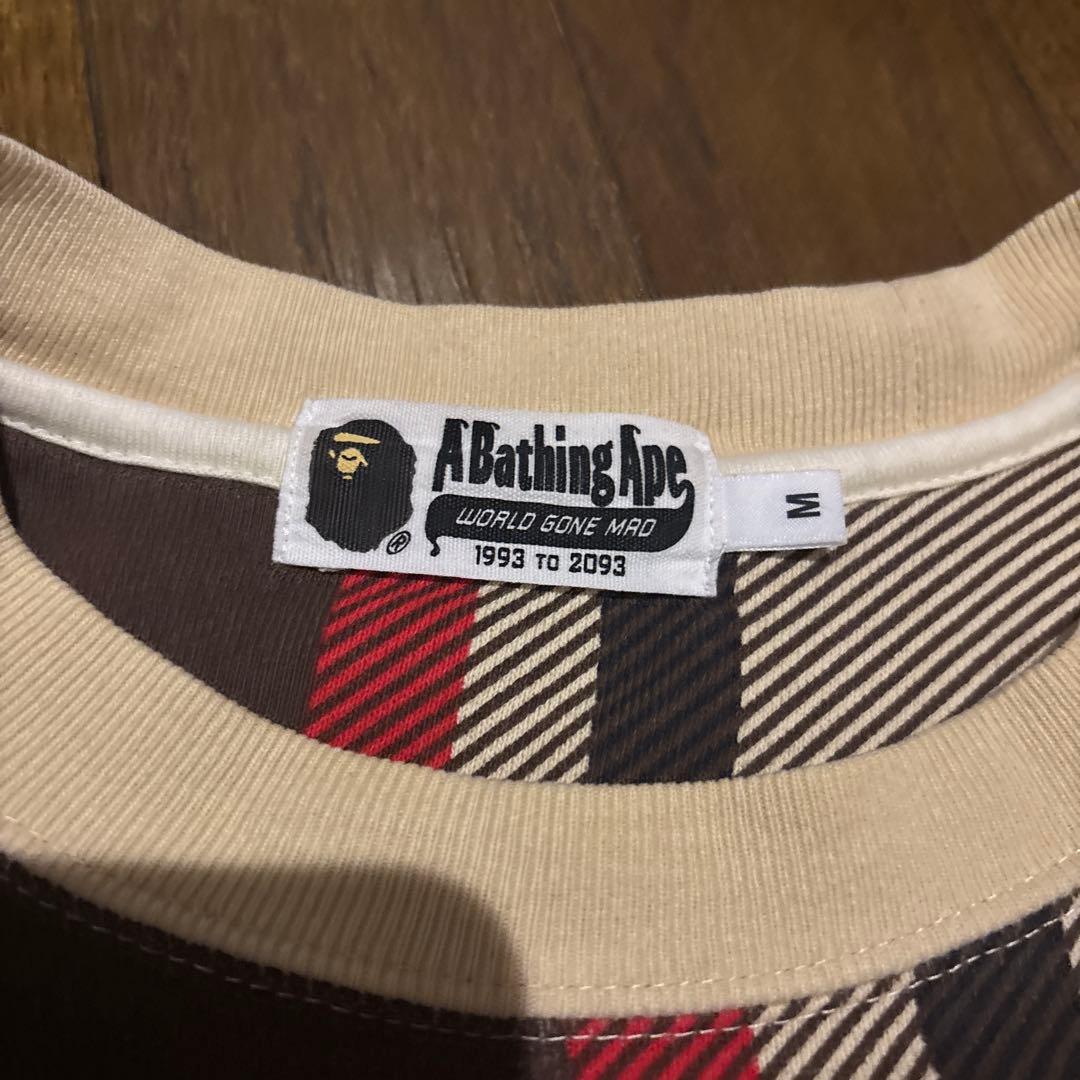 A Bathing Ape
WORLD GONE MAD
1993 TO 2093
®
M